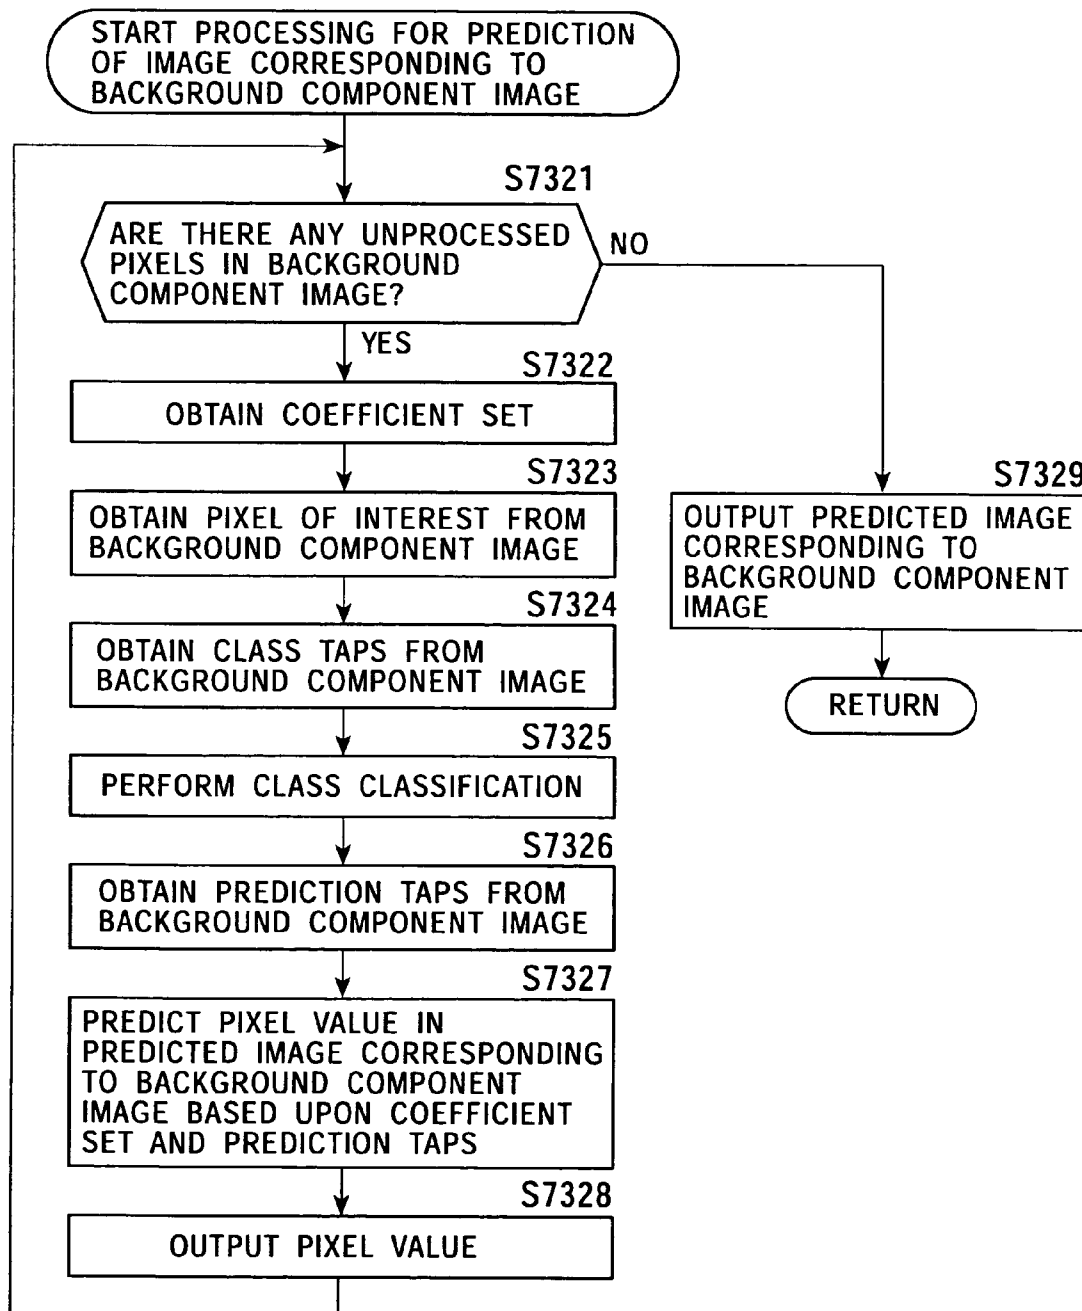 START PROCESSING FOR PREDICTION
OF IMAGE CORRESPONDING TO
BACKGROUND COMPONENT IMAGE
S7321
ARE THERE ANY UNPROCESSED
PIXELS IN BACKGROUND
COMPONENT IMAGE?
NO
YES
S7322
OBTAIN COEFFICIENT SET
S7323
OBTAIN PIXEL OF INTEREST FROM
BACKGROUND COMPONENT IMAGE
S7324
OBTAIN CLASS TAPS FROM
BACKGROUND COMPONENT IMAGE
S7325
PERFORM CLASS CLASSIFICATION
S7326
OBTAIN PREDICTION TAPS FROM
BACKGROUND COMPONENT IMAGE
S7327
PREDICT PIXEL VALUE IN
PREDICTED IMAGE CORRESPONDING
TO BACKGROUND COMPONENT
IMAGE BASED UPON COEFFICIENT
SET AND PREDICTION TAPS
S7328
OUTPUT PIXEL VALUE
S7329
OUTPUT PREDICTED IMAGE
CORRESPONDING TO
BACKGROUND COMPONENT
IMAGE
RETURN